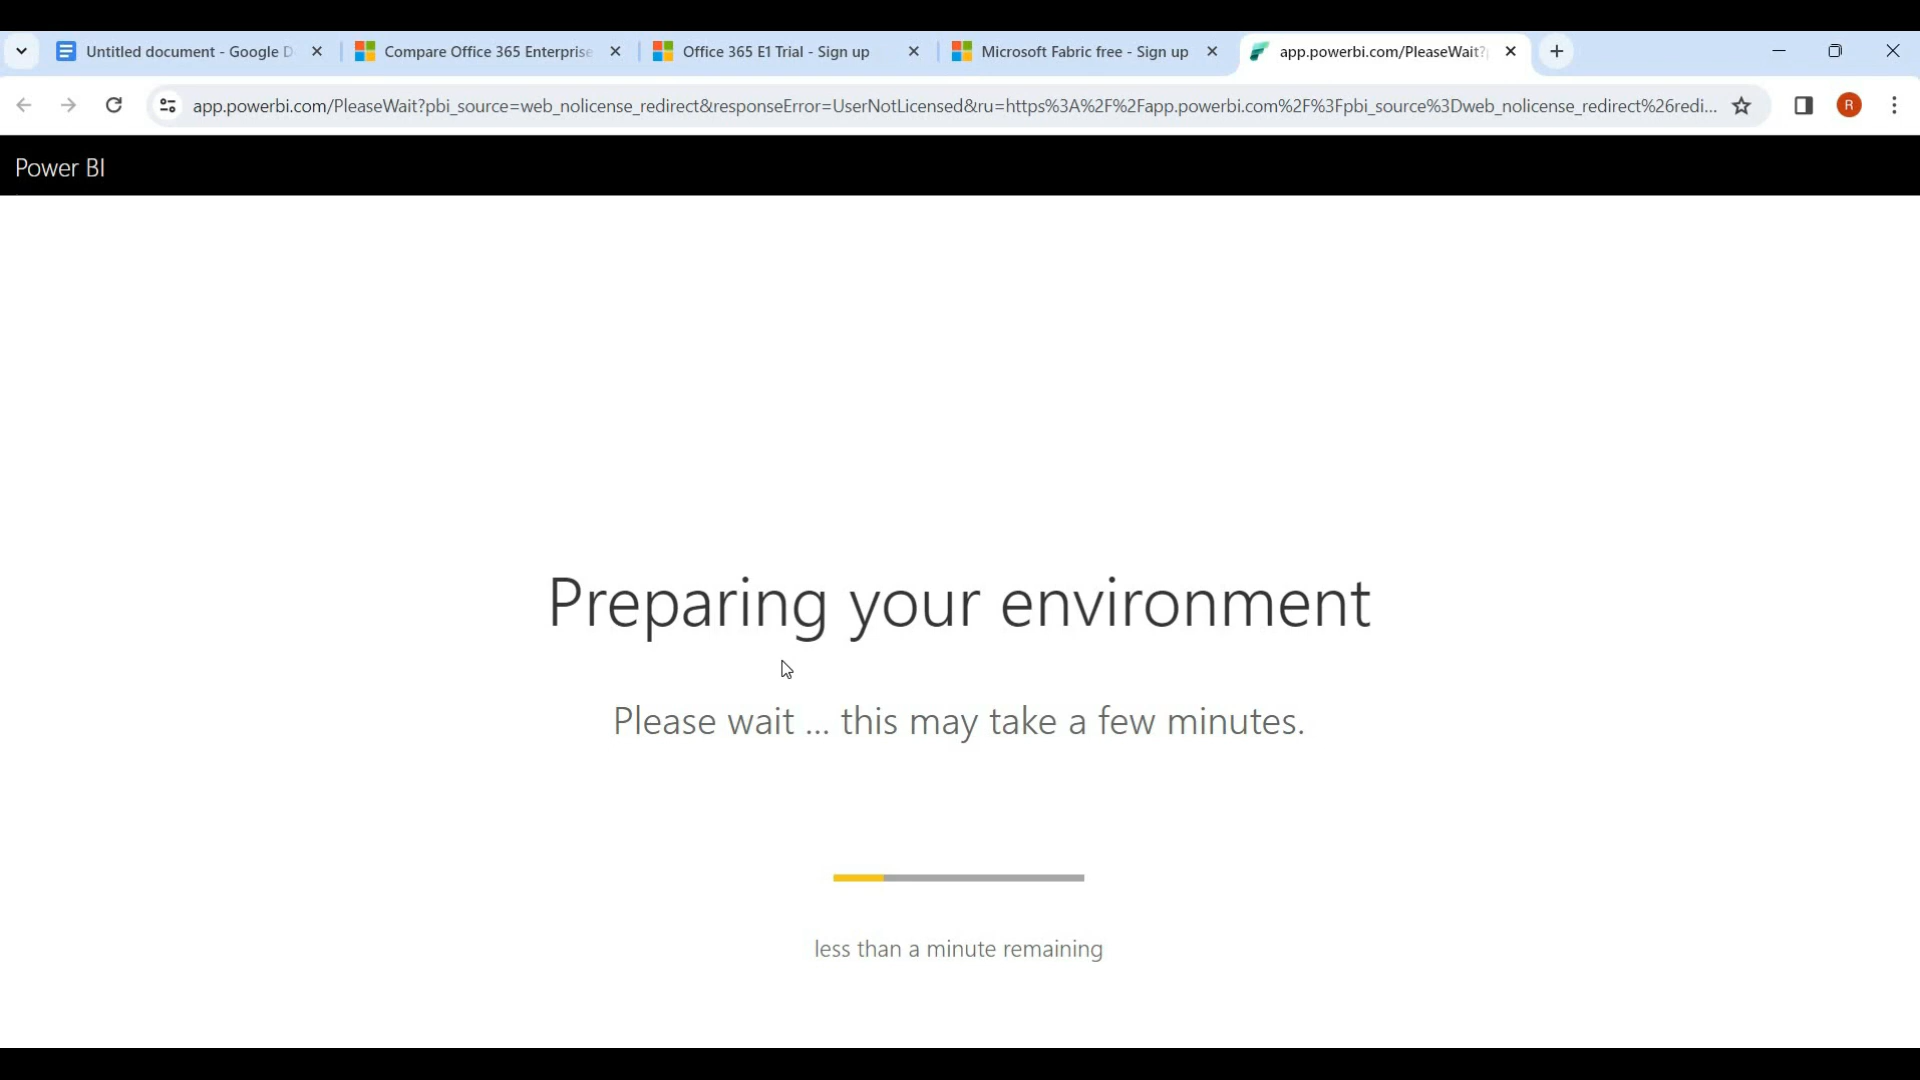 Untitled document - Google D
Compare Office 365 Enterprise
Office 365 E1 Trial - Sign up
Microsoft Fabric free - Sign up
app.powerbi.com/PleaseWait?
app.powerbi.com/PleaseWait?pbi_source=web_nolicense_redirect&responseError=UserNotLicensed&ru=https%3A%2F%2Fapp.powerbi.com%2F%3Fpbi_source%3Dweb_nolicense_redirect%26redi...
R
Power BI
Preparing your environment
Please wait ... this may take a few minutes.
less than a minute remaining